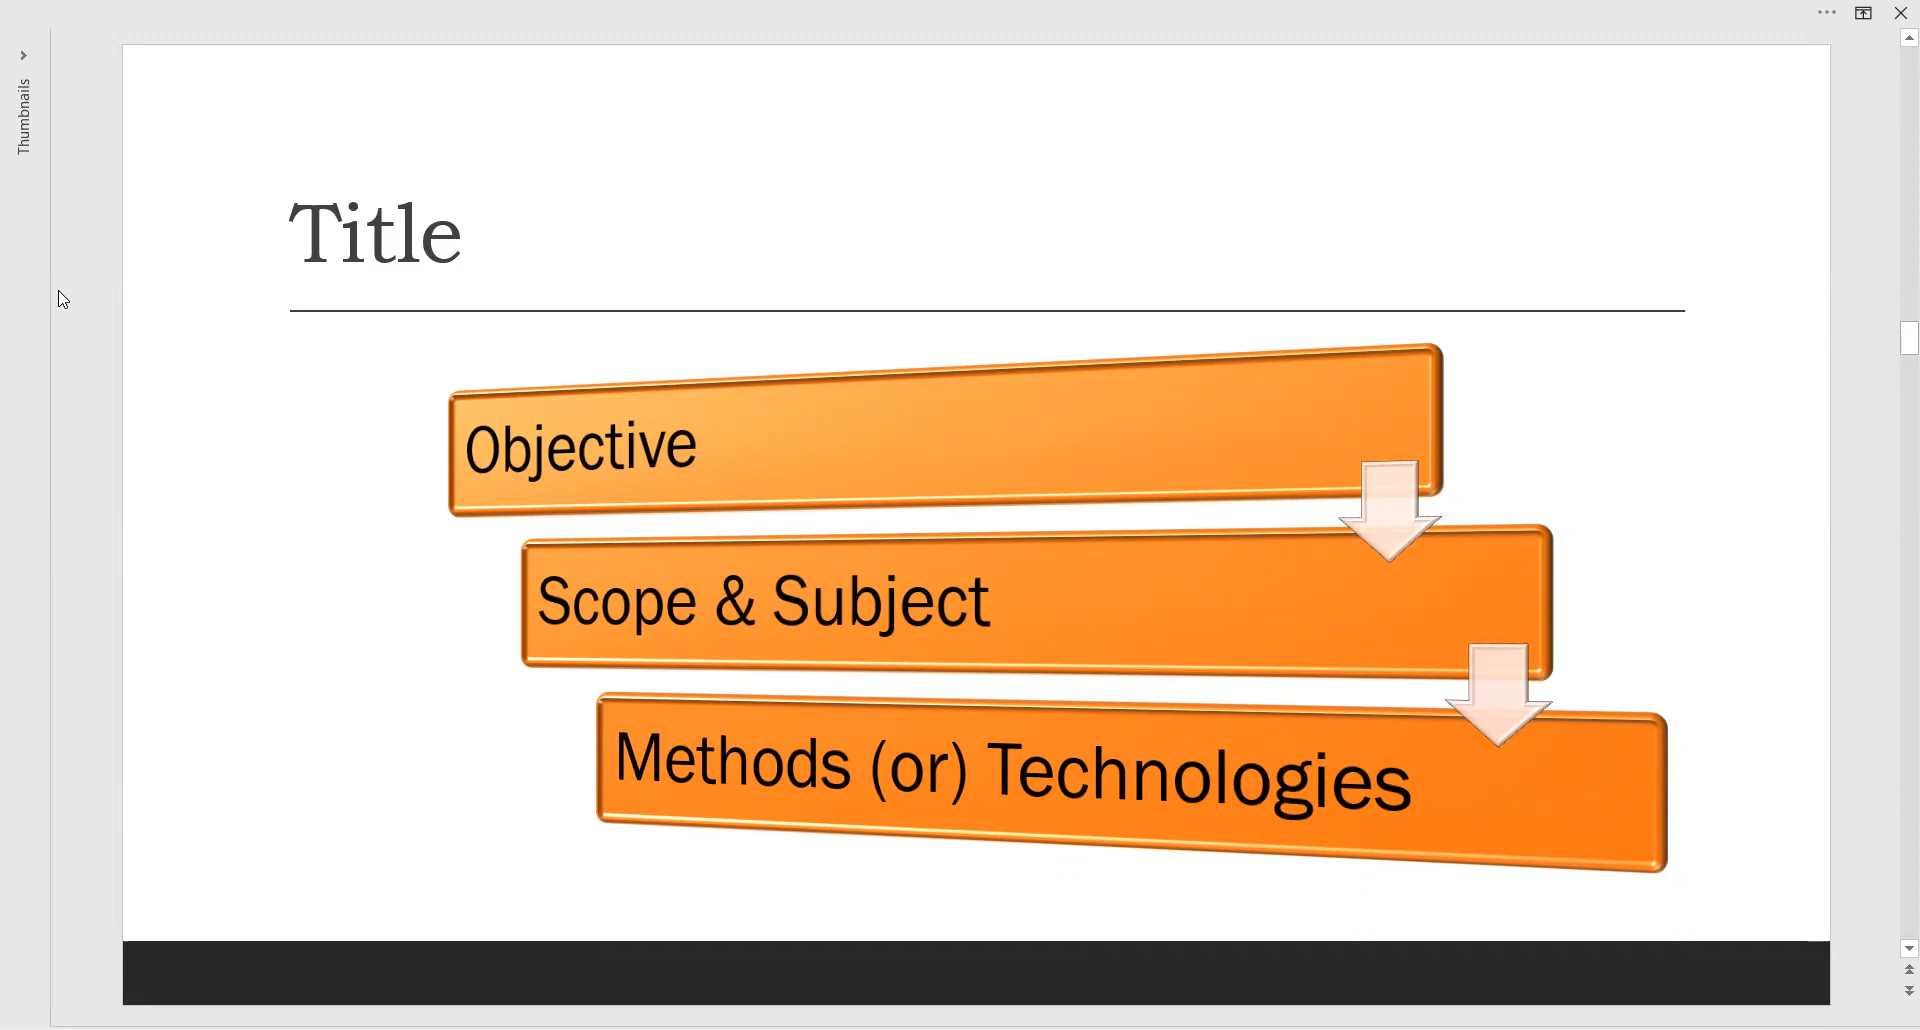 Thumbnails
Title
Objective
Scope & Subject
Methods (or) Technologies